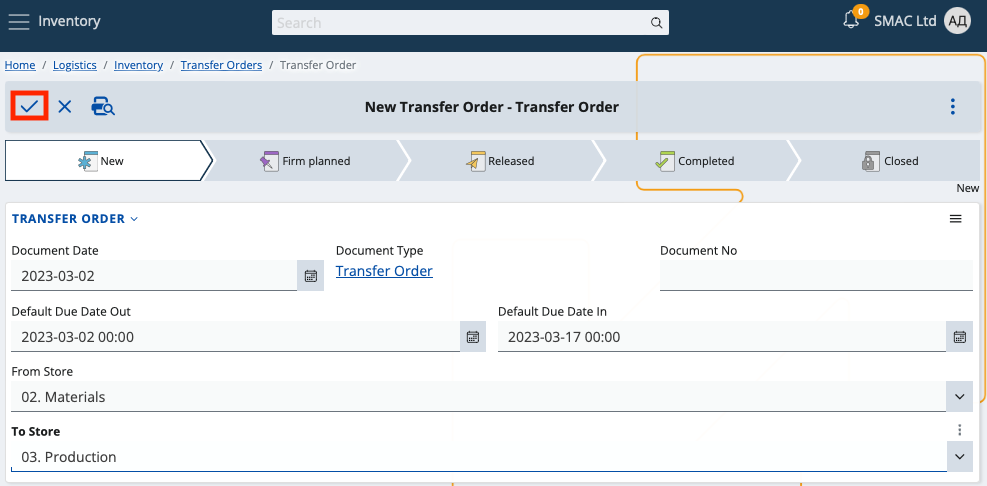 Inventory
Search
0
SMAC Ltd
АД
Home / Logistics / Inventory / Transfer Orders / Transfer Order
New Transfer Order - Transfer Order
New
Firm planned
Released
Completed
Closed
New
TRANSFER ORDER
Document Date
Document Type
Document No
2023-03-02
Transfer Order
Default Due Date Out
Default Due Date In
2023-03-02 00:00
2023-03-17 00:00
From Store
02. Materials
To Store
03. Production